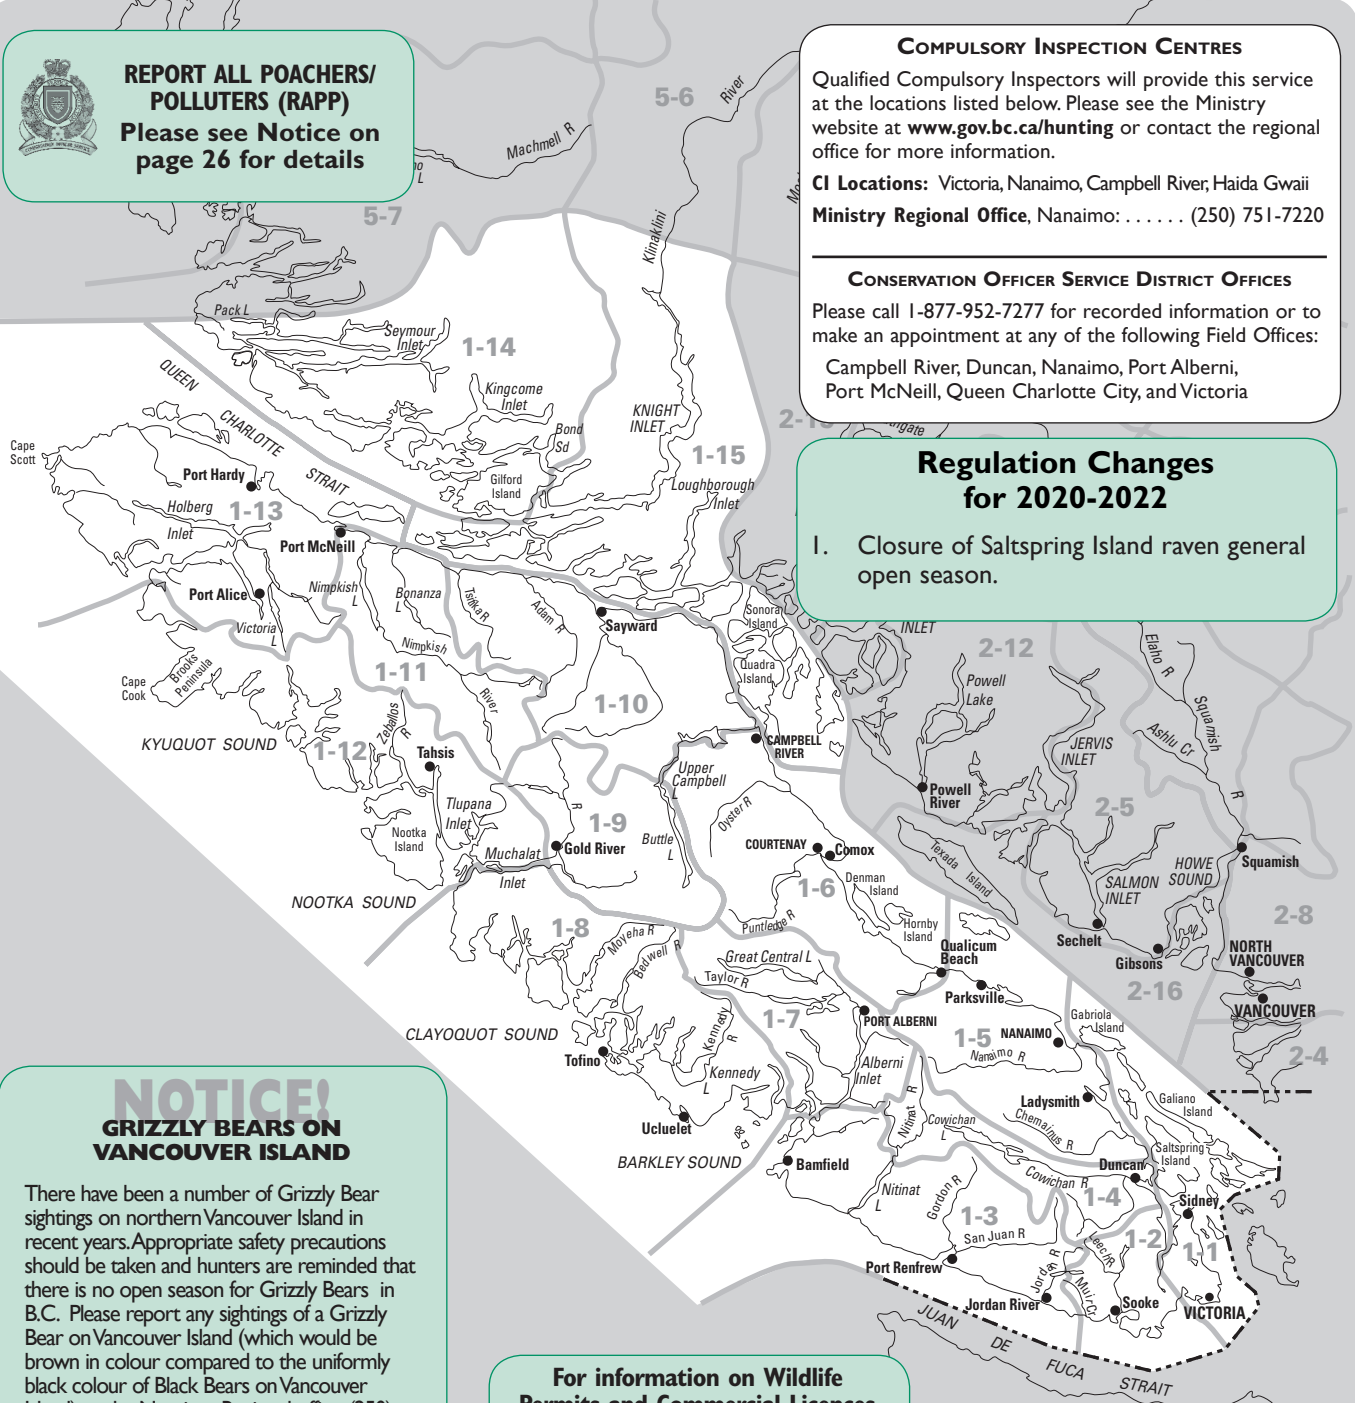 REPORT ALL POACHERS/
POLLUTERS (RAPP)
Please see Notice on
page 26 for details
COMPULSORY INSPECTION CENTRES
Qualified Compulsory Inspectors will provide this service
at the locations listed below. Please see the Ministry
website at www.gov.bc.ca/hunting or contact the regional
office for more information.
CI Locations: Victoria, Nanaimo, Campbell River, Haida Gwaii
Ministry Regional Office, Nanaimo: . . . . . . (250) 751-7220
CONSERVATION OFFICER SERVICE DISTRICT OFFICES
Please call 1-877-952-7277 for recorded information or to
make an appointment at any of the following Field Offices:
Campbell River, Duncan, Nanaimo, Port Alberni,
Port McNeill, Queen Charlotte City, and Victoria
Regulation Changes
for 2020-2022
1. Closure of Saltspring Island raven general
open season.
5-6
River
Machmell R
L
5-7
Klinaklini
Pack L
Seymour
Inlet
1-14
QUEEN
CHARLOTTE
STRAIT
Kingcome
Inlet
Bond
Sd
KNIGHT
INLET
1-15
Gilford
Island
Loughborough
Inlet
Cape
Scott
Port Hardy
Holberg
Inlet
1-13
Port McNeill
Port Alice
Victoria
L
Nimpkish
L
Bonanza
L
Tsitika R
Adam R
Sayward
Sonora
Island
Quadra
Island
INLET
2-12
Elaho R
Squamish
R
Ashlu Cr
Powell
Lake
JERVIS
INLET
Nimpkish
River
1-11
1-10
Brooks
Peninsula
Cape
Cook
KYUQUOT SOUND
1-12
Zeballos
R
Tahsis
CAMPBELL
RIVER
Upper
Campbell
L
Powell
River
2-5
Tlupana
Inlet
Nootka
Island
Muchalat
Inlet
R
1-9
Gold River
Buttle
L
Oyster R
COURTENAY
Comox
Texada Island
HOWE
SOUND
SALMON
INLET
Squamish
1-6
Denman
Island
NOOTKA SOUND
1-8
Moyeha R
Bedwell R
Puntledge R
Hornby
Island
Qualicum
Beach
Sechelt
Gibsons
2-8
NORTH
VANCOUVER
2-16
VANCOUVER
2-4
Great Central L
Taylor R
Parksville
1-7
PORT ALBERNI
1-5
NANAIMO
Nanaimo R
Gabriola
Island
CLAYOQUOT SOUND
Tofino
Kennedy
R
Kennedy
L
Alberni
Inlet
Ucluelet
Nitinat
R
Cowichan
L
Ladysmith
Chemainus R
Galiano
Island
Saltspring
Island
BARKLEY SOUND
Bamfield
Nitinat
L
Duncan
Cowichan R
1-4
Sidney
Gordon R
1-3
San Juan R
1-2
1-1
Leech R
Port Renfrew
Jordan R
Muir Cr
Jordan River
Sooke
VICTORIA
JUAN DE FUCA STRAIT
NOTICE!
GRIZZLY BEARS ON
VANCOUVER ISLAND
There have been a number of Grizzly Bear
sightings on northern Vancouver Island in
recent years. Appropriate safety precautions
should be taken and hunters are reminded that
there is no open season for Grizzly Bears in
B.C. Please report any sightings of a Grizzly
Bear on Vancouver Island (which would be
brown in colour compared to the uniformly
black colour of Black Bears on Vancouver
For information on Wildlife
Permits and Commercial Licences